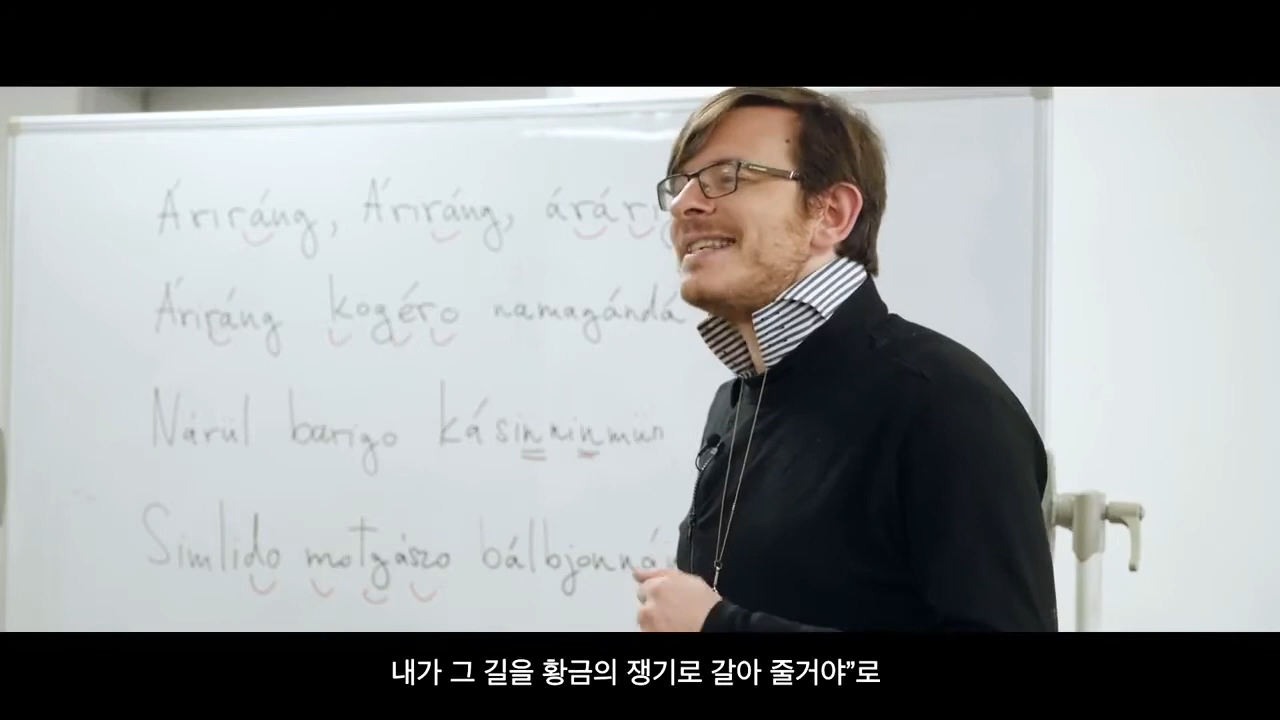 Áriráng, Áriráng, árári
Áriráng kogéro namagándá
Nárül barigo kásinninmün
Simlido motgászo bálbjonná
내가 그 길을 황금의 쟁기로 갈아 줄거야”로